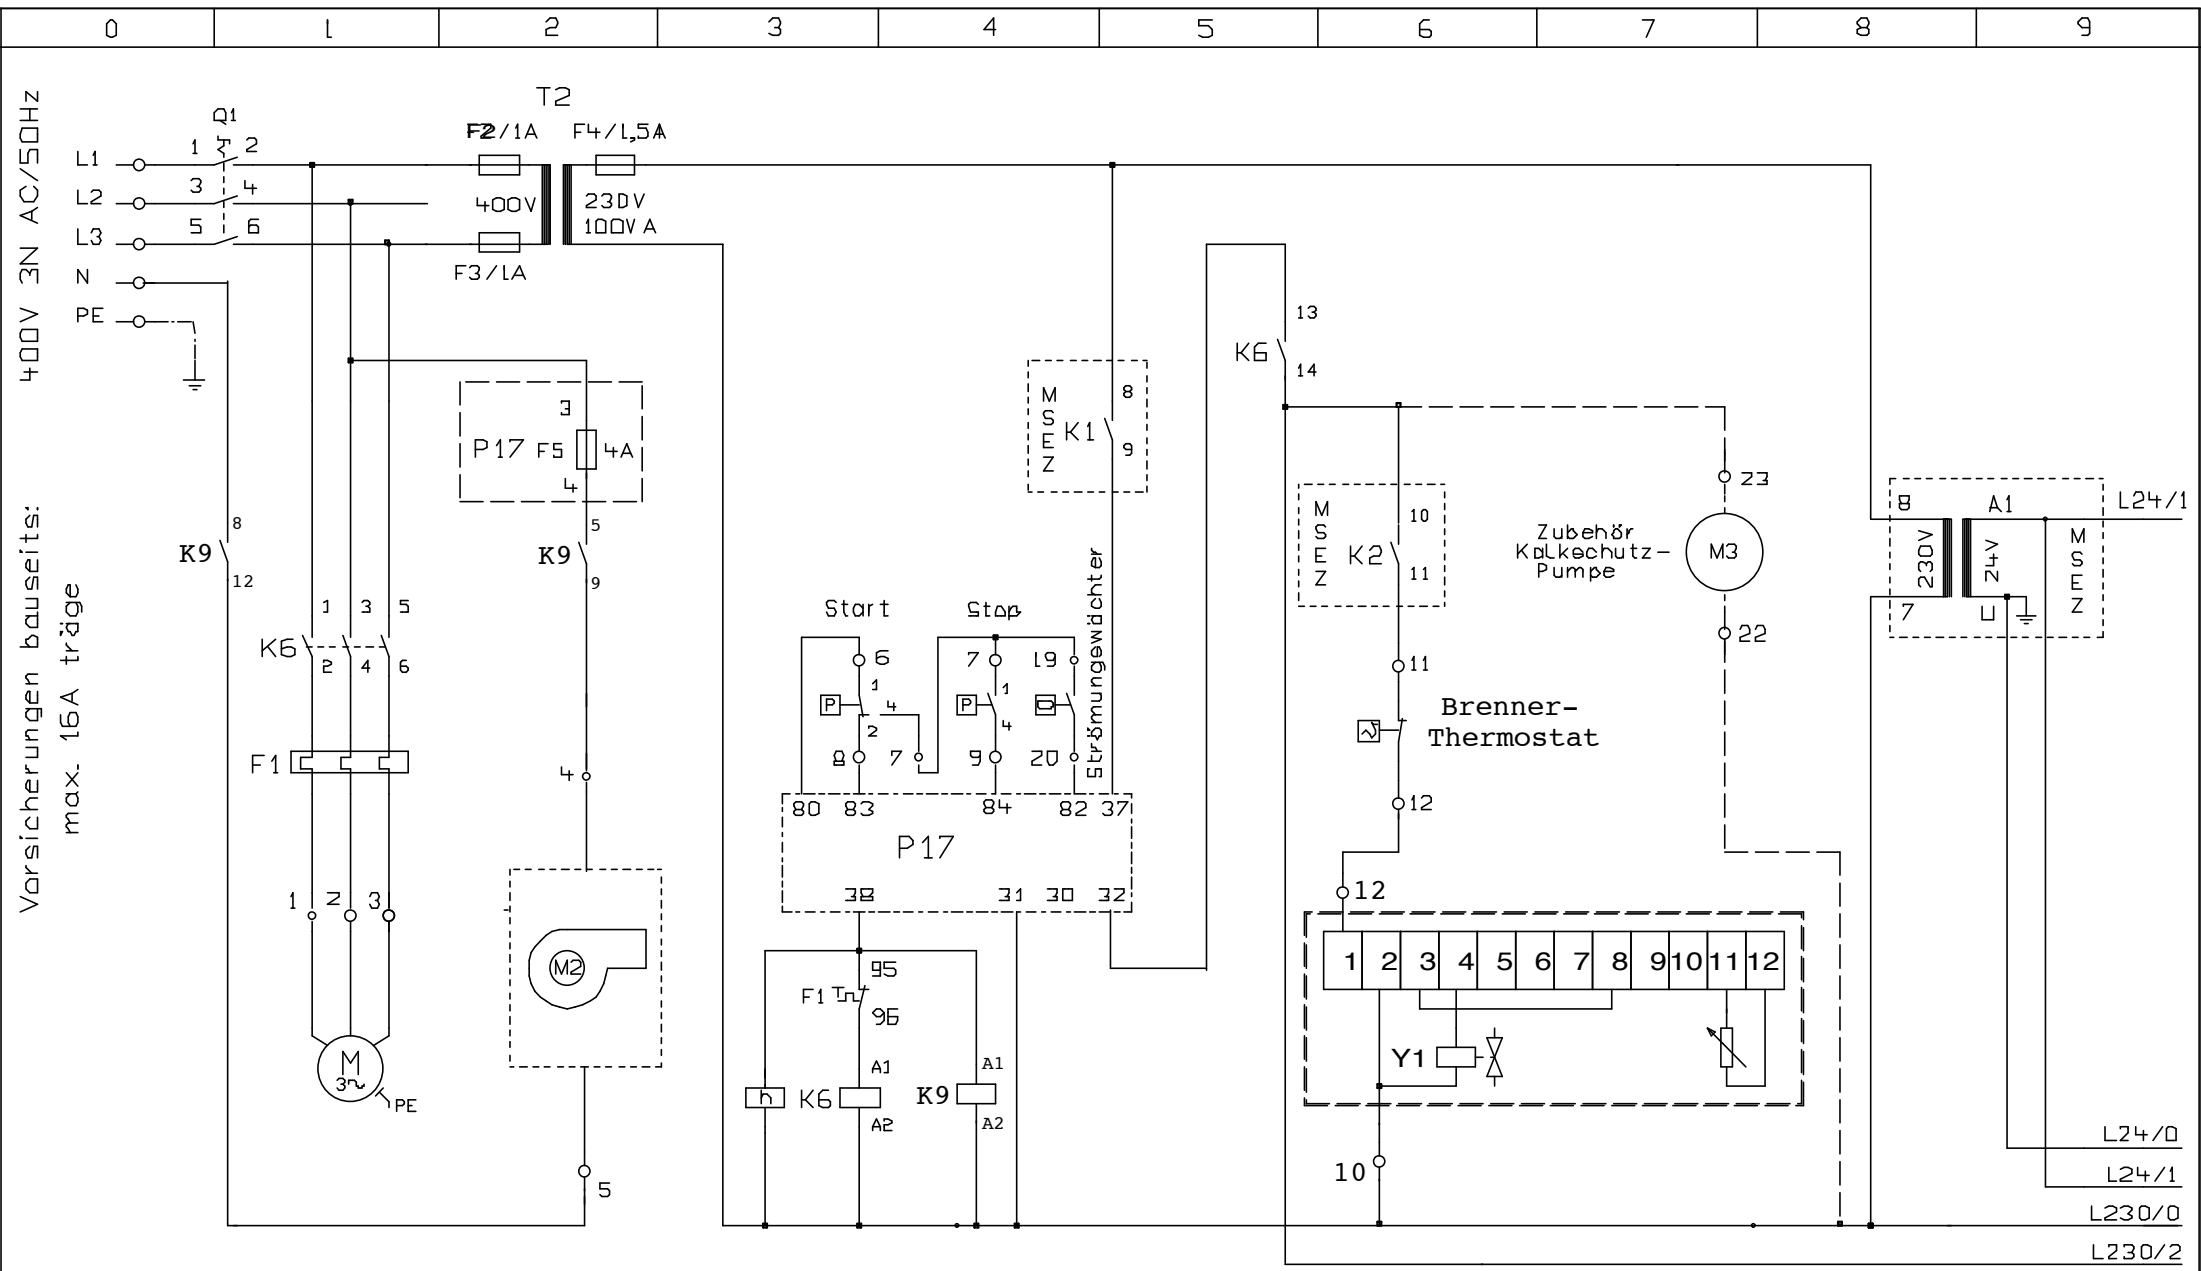 0 1 2 3 4 5 6 7 8 9
400V 3N AC/50Hz
Vorsicherungen bauseits:
max. 16A träge
L1
L2
L3
N
PE
Q1
1 2
3 4
5 6
T2
F2/1A
F4/1,5A
400V
230V
100VA
F3/1A
P17 F5 4A
3
4
K9
8
12
K9
5
9
K6
1 3 5
2 4 6
F1
1 2 3
M
3~
PE
4
M2
5
Start
6
P
1
4
2
8
7
Stop
7
P
1
4
9
19
20
Strömungswächter
MSEZ
K1
8
9
80 83 84 82 37
P17
38 31 30 32
F1
95
96
h
K6
A1
A2
K9
A1
A2
K6
13
14
MSEZ
K2
10
11
11
Brenner-
Thermostat
12
12
1 2 3 4 5 6 7 8 9 10 11 12
Y1
10
Zubehör
Kalkschutz-
Pumpe
M3
23
22
8
7
230V
24V
A1
U
MSEZ
L24/1
L24/0
L24/1
L230/0
L230/2